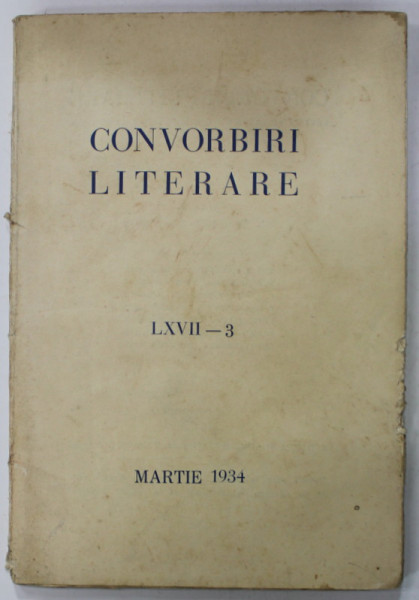 CONVORBIRI
LITERARE
LXVII — 3
MARTIE 1934